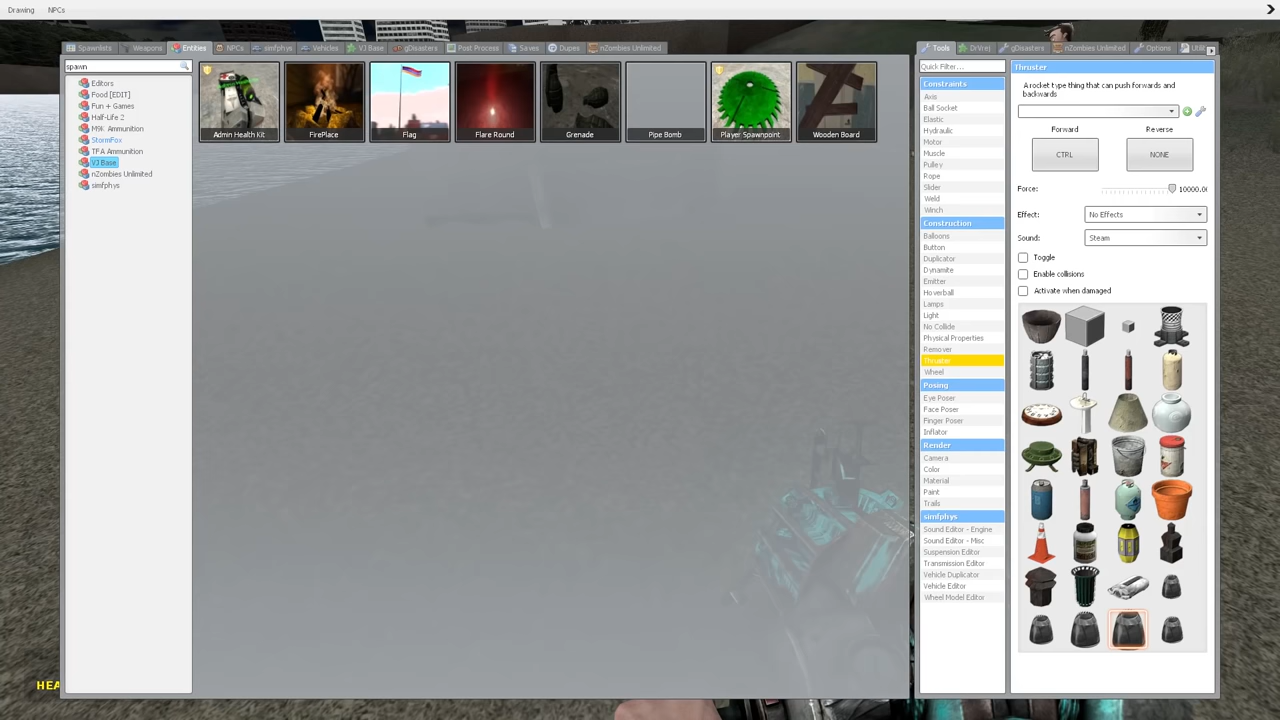 Drawing NPCs
Spawnlists Weapons Entities NPCs simfphys Vehicles VJ Base gDisasters Post Process Saves Dupes nZombies Unlimited
spawn
Editors
Food [EDIT]
Fun + Games
Half-Life 2
M9K Ammunition
StormFox
TFA Ammunition
VJ Base
nZombies Unlimited
simfphys
Admin Health Kit
FirePlace
Flag
Flare Round
Grenade
Pipe Bomb
Player Spawnpoint
Wooden Board
HEA
Tools DrVrej gDisasters nZombies Unlimited Options Utili
Quick Filter...
Constraints
Axis
Ball Socket
Elastic
Hydraulic
Motor
Muscle
Pulley
Rope
Slider
Weld
Winch
Construction
Balloons
Button
Duplicator
Dynamite
Emitter
Hoverball
Lamps
Light
No Collide
Physical Properties
Remover
Thruster
Wheel
Posing
Eye Poser
Face Poser
Finger Poser
Inflator
Render
Camera
Color
Material
Paint
Trails
simfphys
Sound Editor - Engine
Sound Editor - Misc
Suspension Editor
Transmission Editor
Vehicle Duplicator
Vehicle Editor
Wheel Model Editor
Thruster
A rocket type thing that can push forwards and
backwards
Forward Reverse
CTRL NONE
Force: 10000.0(
Effect: No Effects
Sound: Steam
Toggle
Enable collisions
Activate when damaged